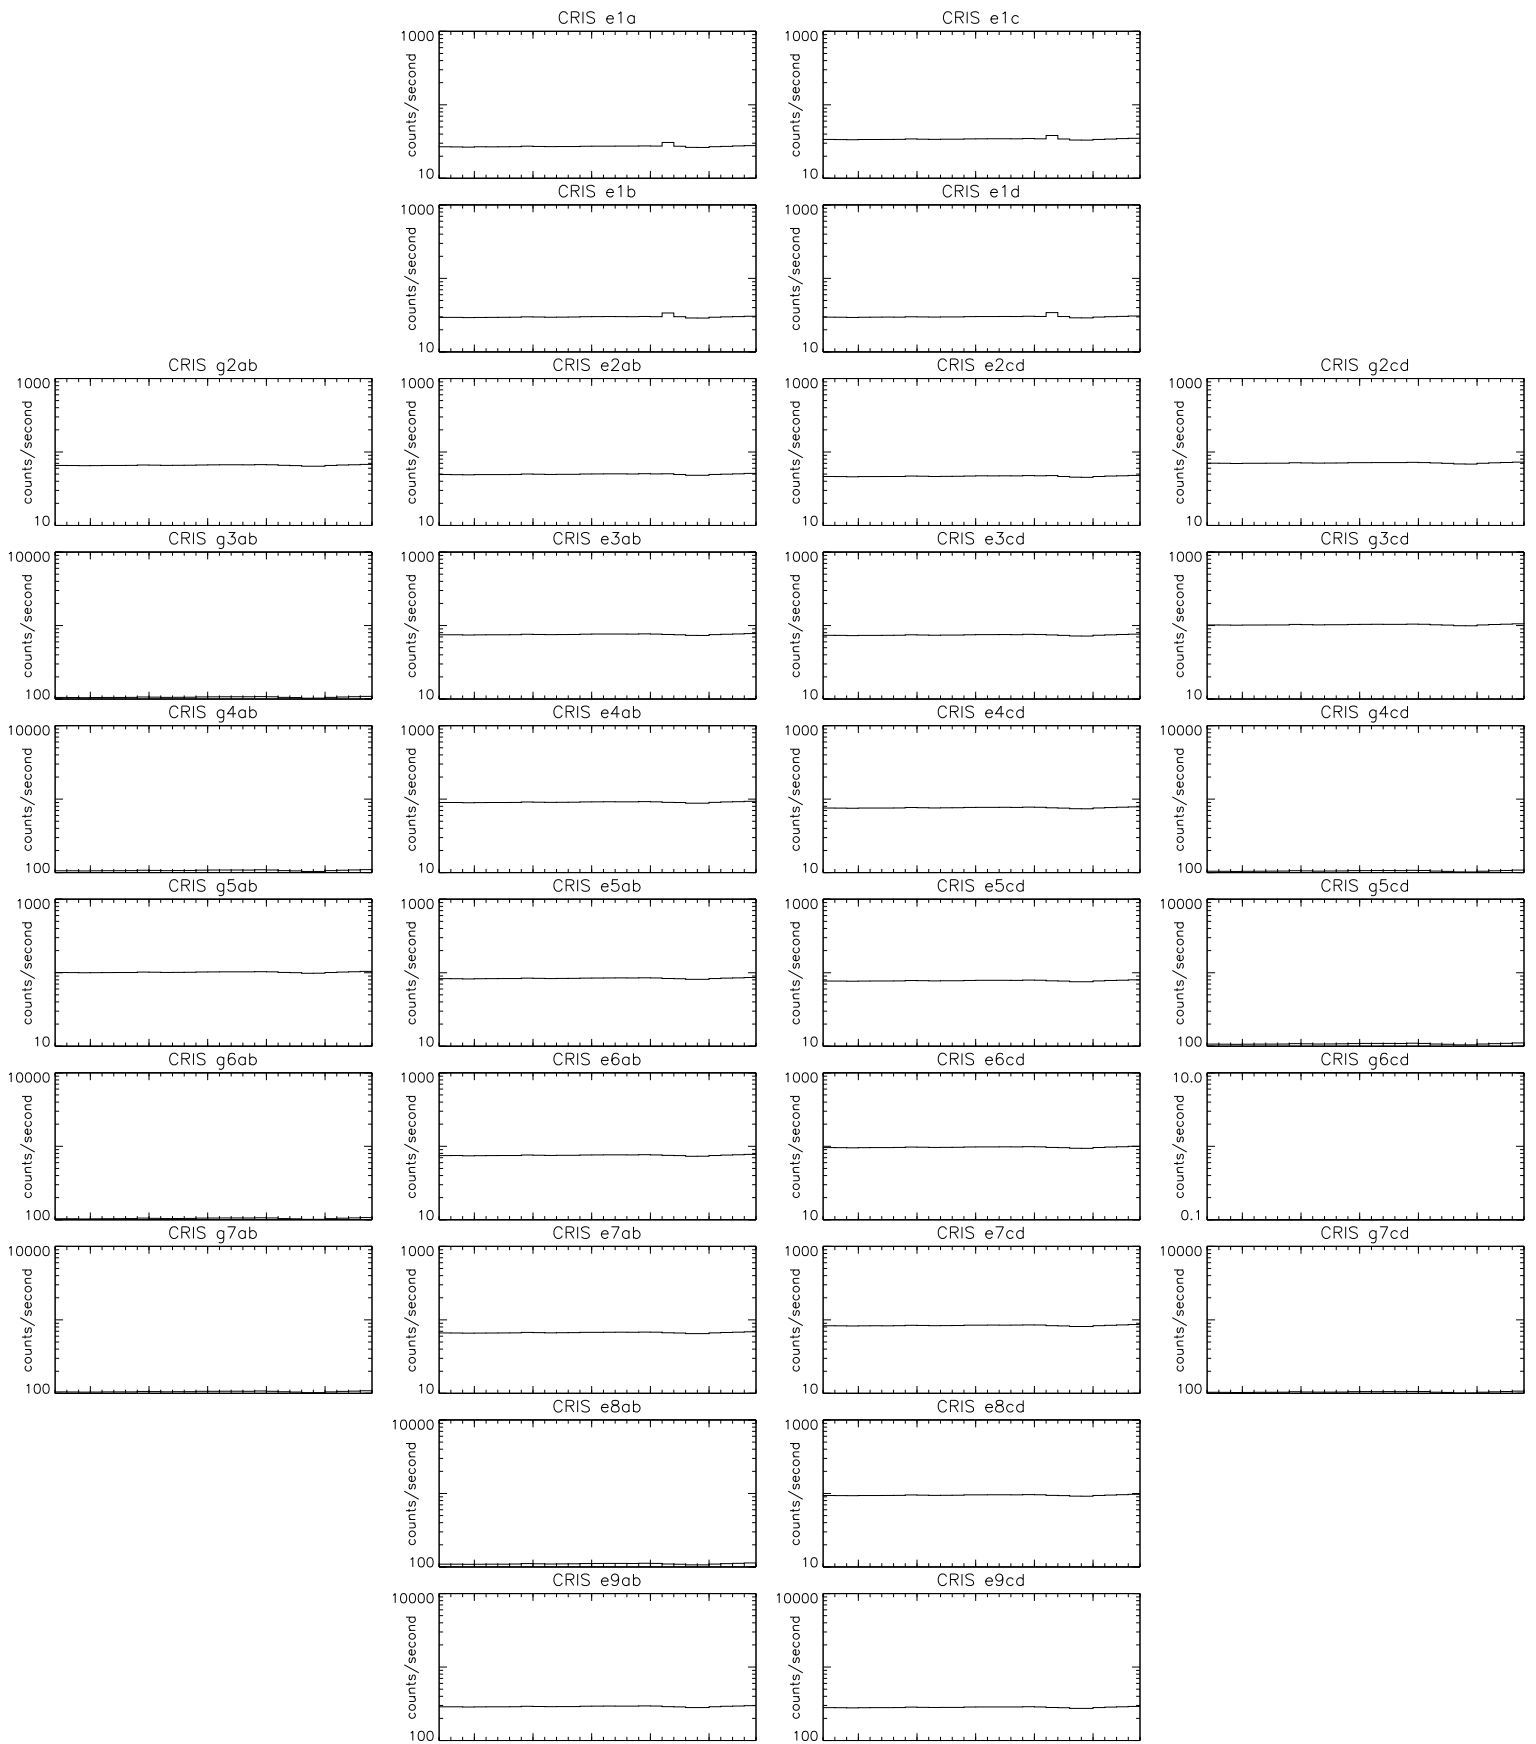 CRIS e1a
CRIS e1c
1000
counts/second
10
1000
counts/second
10
CRIS e1b
CRIS e1d
1000
counts/second
10
1000
counts/second
10
CRIS g2ab
CRIS e2ab
CRIS e2cd
CRIS g2cd
1000
counts/second
10
1000
counts/second
10
1000
counts/second
10
1000
counts/second
10
CRIS g3ab
CRIS e3ab
CRIS e3cd
CRIS g3cd
10000
counts/second
100
1000
counts/second
10
1000
counts/second
10
1000
counts/second
10
CRIS g4ab
CRIS e4ab
CRIS e4cd
CRIS g4cd
10000
counts/second
100
1000
counts/second
10
1000
counts/second
10
10000
counts/second
100
CRIS g5ab
CRIS e5ab
CRIS e5cd
CRIS g5cd
1000
counts/second
10
1000
counts/second
10
1000
counts/second
10
10000
counts/second
100
CRIS g6ab
CRIS e6ab
CRIS e6cd
CRIS g6cd
10000
counts/second
100
1000
counts/second
10
1000
counts/second
10
10.0
counts/second
0.1
CRIS g7ab
CRIS e7ab
CRIS e7cd
CRIS g7cd
10000
counts/second
100
1000
counts/second
10
1000
counts/second
10
10000
counts/second
100
CRIS e8ab
CRIS e8cd
10000
counts/second
100
1000
counts/second
10
CRIS e9ab
CRIS e9cd
10000
counts/second
100
10000
counts/second
100